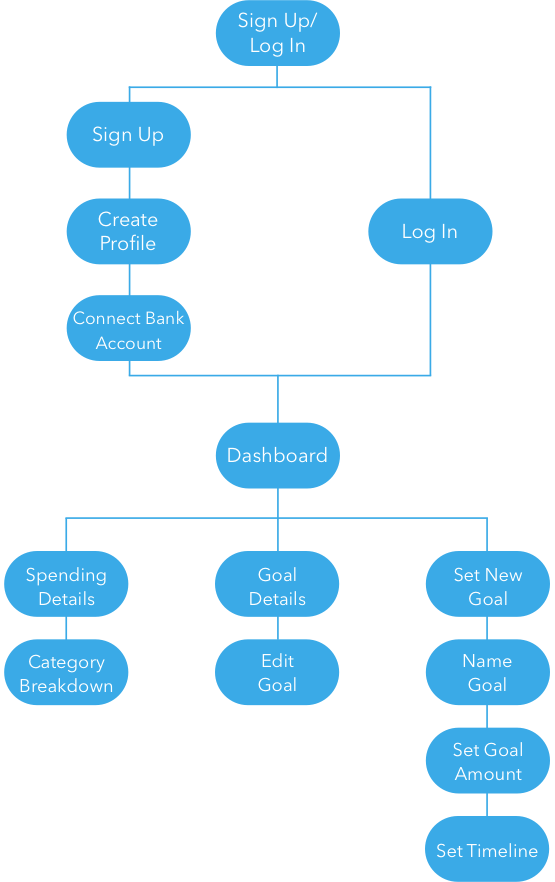 Sign Up/
Log In
Sign Up
Create
Profile
Log In
Connect Bank
Account
Dashboard
Spending
Details
Goal
Details
Set New
Goal
Category
Breakdown
Edit
Goal
Name
Goal
Set Goal
Amount
Set Timeline